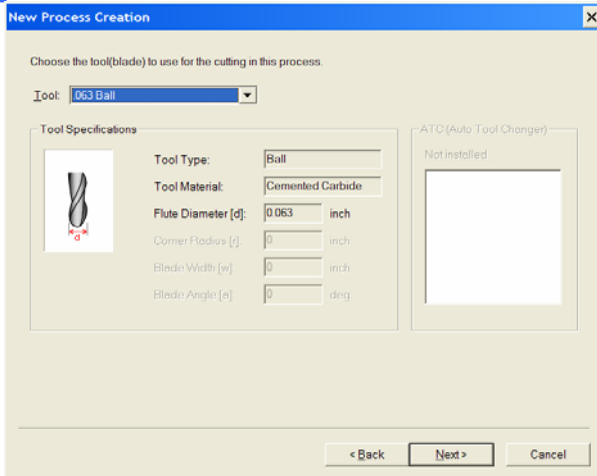 New Process Creation
Choose the tool(blade) to use for the cutting in this process.
Tool: .063 Ball
Tool Specifications
Tool Type: Ball
Tool Material: Cemented Carbide
Flute Diameter [d]: 0.063 inch
Corner Radius [r]: 0 inch
Blade Width [w] 0 inch
Blade Angle [a] 0 deg
d
ATC (Auto Tool Changer)
Not installed
< Back Next > Cancel